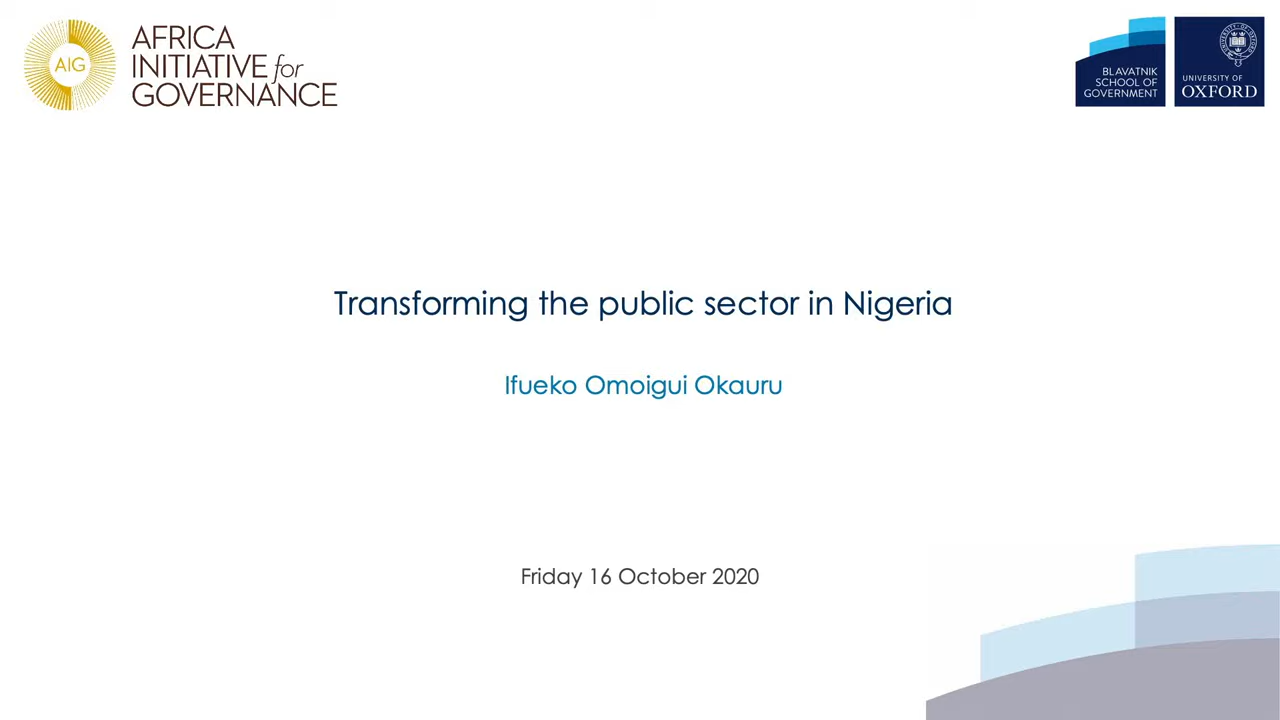 AIG
AFRICA
INITIATIVE for
GOVERNANCE
BLAVATNIK
SCHOOL OF
GOVERNMENT
UNIVERSITY OF
OXFORD
Transforming the public sector in Nigeria
Ifueko Omoigui Okauru
Friday 16 October 2020